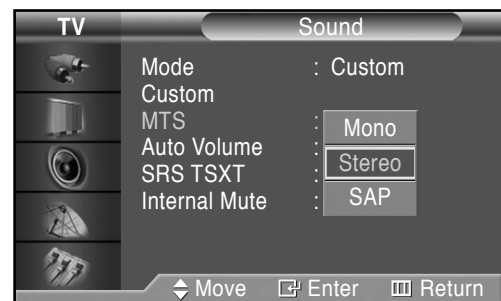 TV Sound
Mode : Custom
Custom
MTS : Mono
Auto Volume : Stereo
SRS TSXT : SAP
Internal Mute :
Move Enter Return